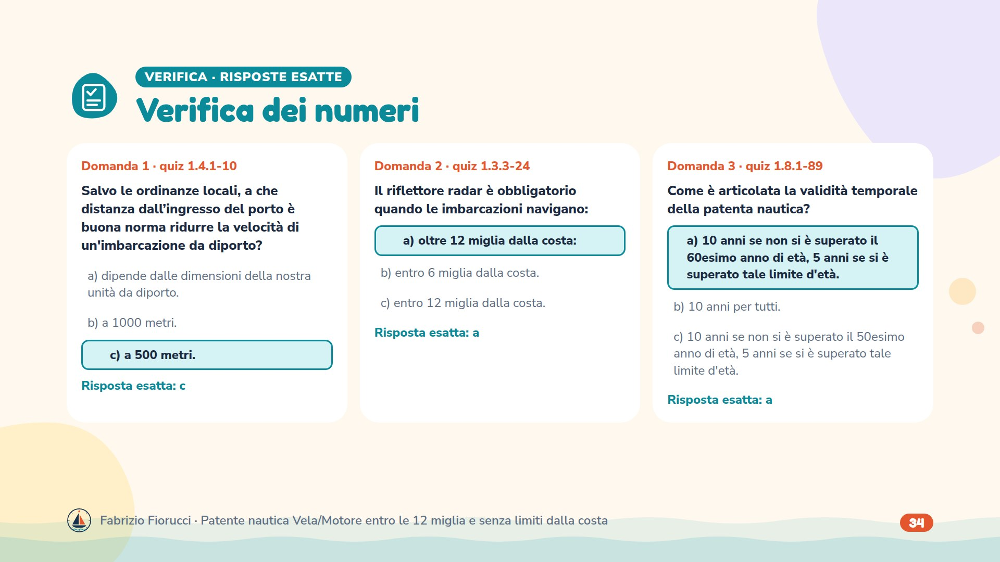 VERIFICA · RISPOSTE ESATTE
Verifica dei numeri
Domanda 1 · quiz 1.4.1-10
Salvo le ordinanze locali, a che
distanza dall’ingresso del porto è
buona norma ridurre la velocità di
un'imbarcazione da diporto?
a) dipende dalle dimensioni della nostra
unità da diporto.
b) a 1000 metri.
c) a 500 metri.
Risposta esatta: c
Domanda 2 · quiz 1.3.3-24
Il riflettore radar è obbligatorio
quando le imbarcazioni navigano:
a) oltre 12 miglia dalla costa:
b) entro 6 miglia dalla costa.
c) entro 12 miglia dalla costa.
Risposta esatta: a
Domanda 3 · quiz 1.8.1-89
Come è articolata la validità temporale
della patenta nautica?
a) 10 anni se non si è superato il
60esimo anno di età, 5 anni se si è
superato tale limite d'età.
b) 10 anni per tutti.
c) 10 anni se non si è superato il 50esimo
anno di età, 5 anni se si è superato tale
limite d'età.
Risposta esatta: a
Fabrizio Fiorucci · Patente nautica Vela/Motore entro le 12 miglia e senza limiti dalla costa
34